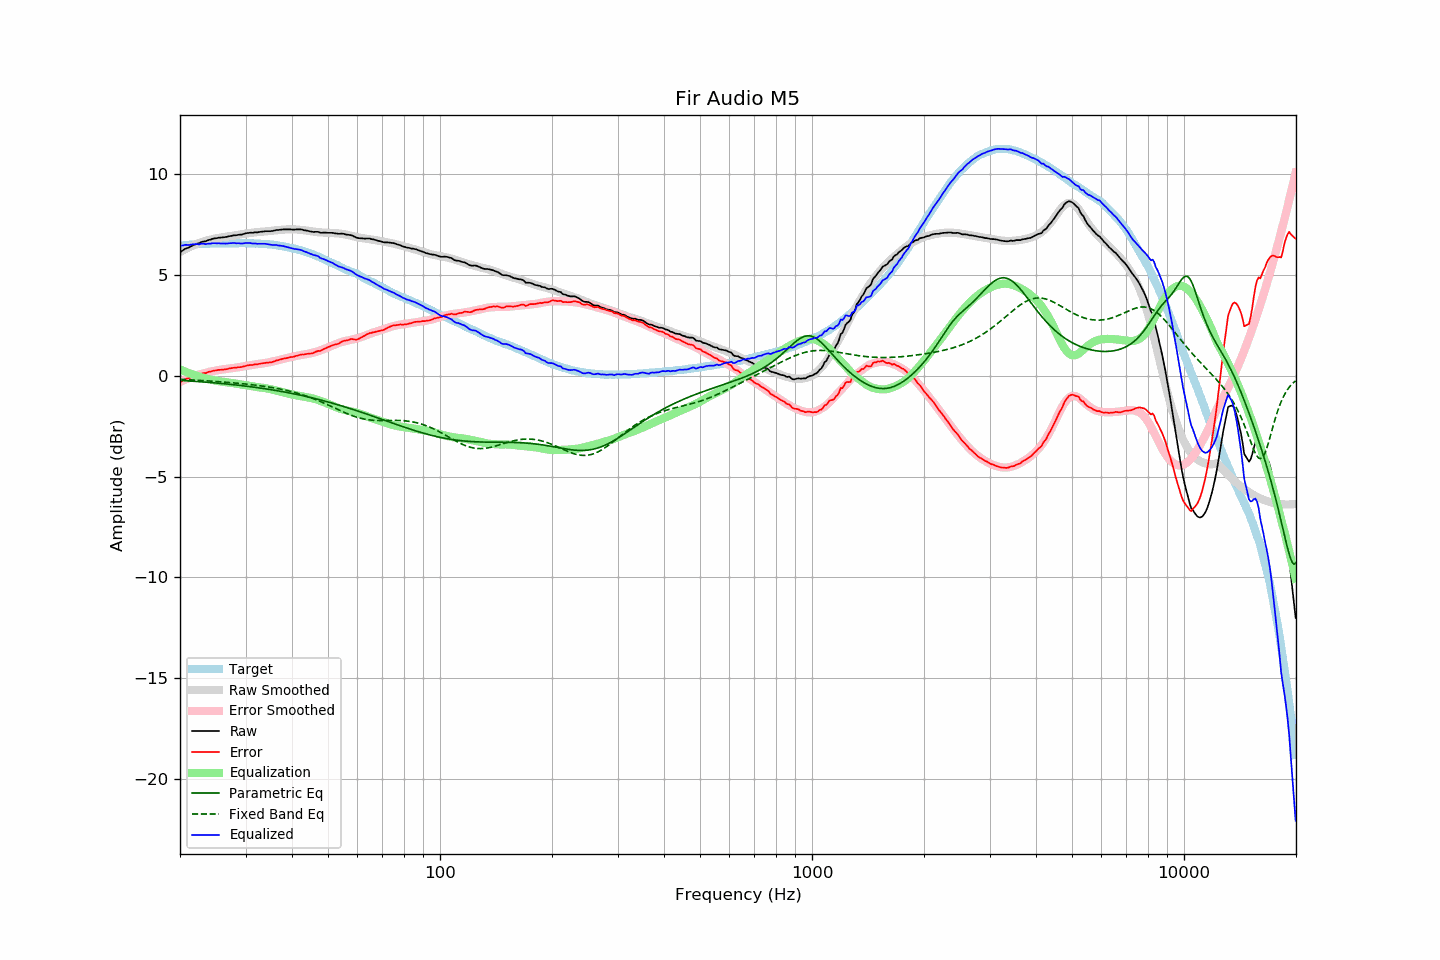 Fir Audio M5
Amplitude (dBr)
10
5
0
−5
−10
−15
−20
Target
Raw Smoothed
Error Smoothed
Raw
Error
Equalization
Parametric Eq
Fixed Band Eq
Equalized
100
1000
10000
Frequency (Hz)